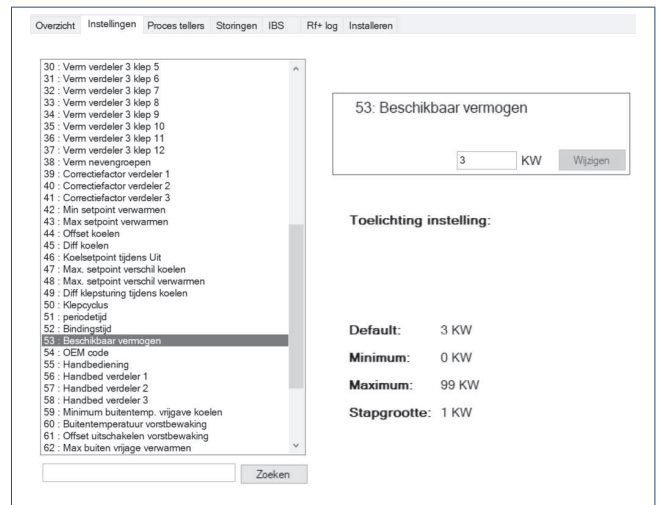 Overzicht Instellingen Proces tellers Storingen IBS Rf+ log Installeren
30 : Verm verdeler 3 klep 5
31 : Verm verdeler 3 klep 6
32 : Verm verdeler 3 klep 7
33 : Verm verdeler 3 klep 8
34 : Verm verdeler 3 klep 9
35 : Verm verdeler 3 klep 10
36 : Verm verdeler 3 klep 11
37 : Verm verdeler 3 klep 12
38 : Verm nevengroepen
39 : Correctiefactor verdeler 1
40 : Correctiefactor verdeler 2
41 : Correctiefactor verdeler 3
42 : Min setpoint verwarmen
43 : Max setpoint verwarmen
44 : Offset koelen
45 : Diff koelen
46 : Koelsetpoint tijdens Uit
47 : Max. setpoint verschil koelen
48 : Max. setpoint verschil verwarmen
49 : Diff klepsturing tijdens koelen
50 : Klepcyclus
51 : periodetijd
52 : Bindingstijd
53 : Beschikbaar vermogen
54 : OEM code
55 : Handbediening
56 : Handbed verdeler 1
57 : Handbed verdeler 2
58 : Handbed verdeler 3
59 : Minimum buitentemp. vrijgave koelen
60 : Buitentemperatuur vorstbewaking
61 : Offset uitschakelen vorstbewaking
62 : Max buiten vrijage verwarmen
Zoeken
53: Beschikbaar vermogen
3 KW Wijzigen
Toelichting instelling:
Default: 3 KW
Minimum: 0 KW
Maximum: 99 KW
Stapgrootte: 1 KW